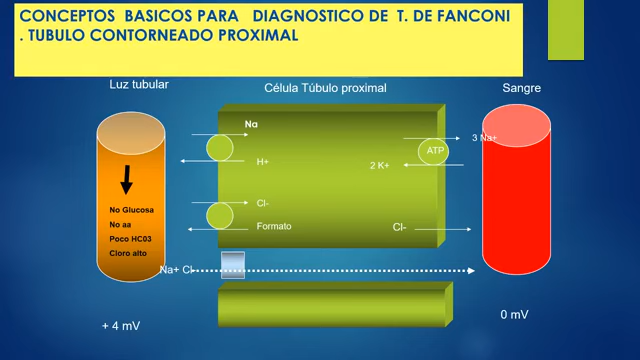 CONCEPTOS BASICOS PARA DIAGNOSTICO DE T. DE FANCONI
. TUBULO CONTORNEADO PROXIMAL
Luz tubular
Célula Túbulo proximal
Sangre
Na
H+
Cl-
Formato
ATP
3 Na+
2 K+
Cl-
No Glucosa
No aa
Poco HC03
Cloro alto
Na+ Cl-
+ 4 mV
0 mV